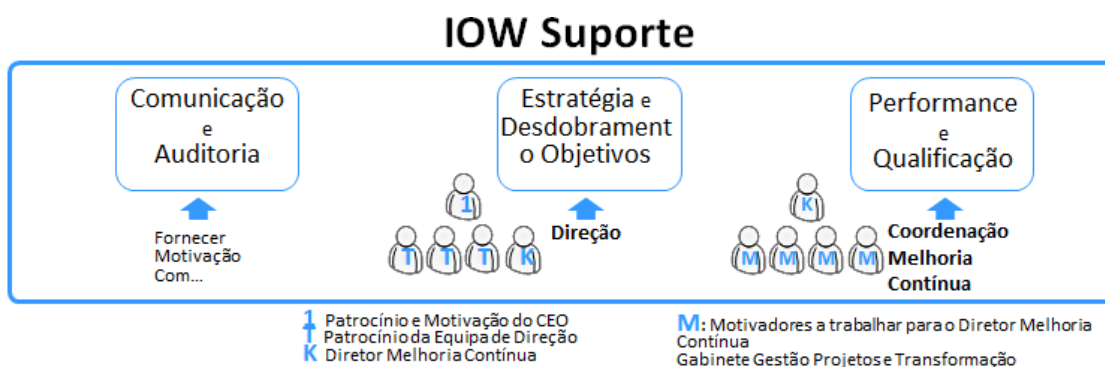 IOW Suporte
Comunicação
e
Auditoria
Fornecer
Motivação
Com...
Estratégia e
Desdobrament
o Objetivos
1
T T T K
Direção
Performance
e
Qualificação
K
M M M M
Coordenação
Melhoria
Contínua
1 Patrocínio e Motivação do CEO
T Patrocínio da Equipa de Direção
K Diretor Melhoria Contínua
M: Motivadores a trabalhar para o Diretor Melhoria
Contínua
Gabinete Gestão Projetos e Transformação